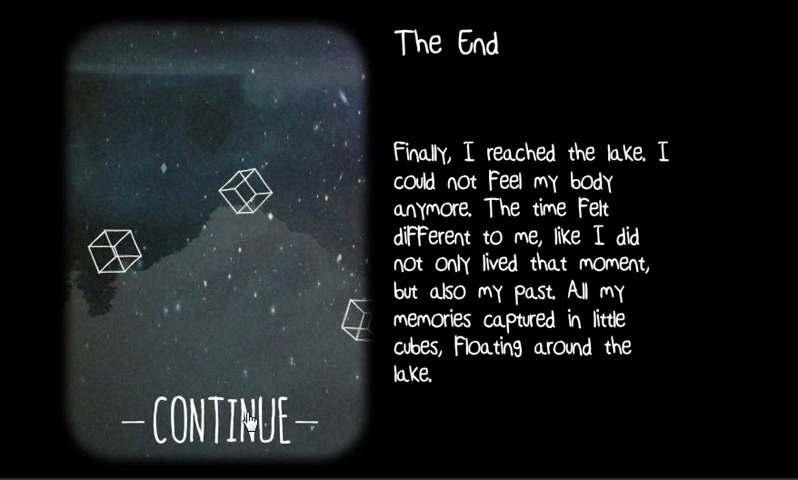 The End
Finally, I reached the lake. I
could not feel my body
anymore. The time felt
different to me, like I did
not only lived that moment,
but also my past. All my
memories captured in little
cubes, floating around the
lake.
— CONTINUE —